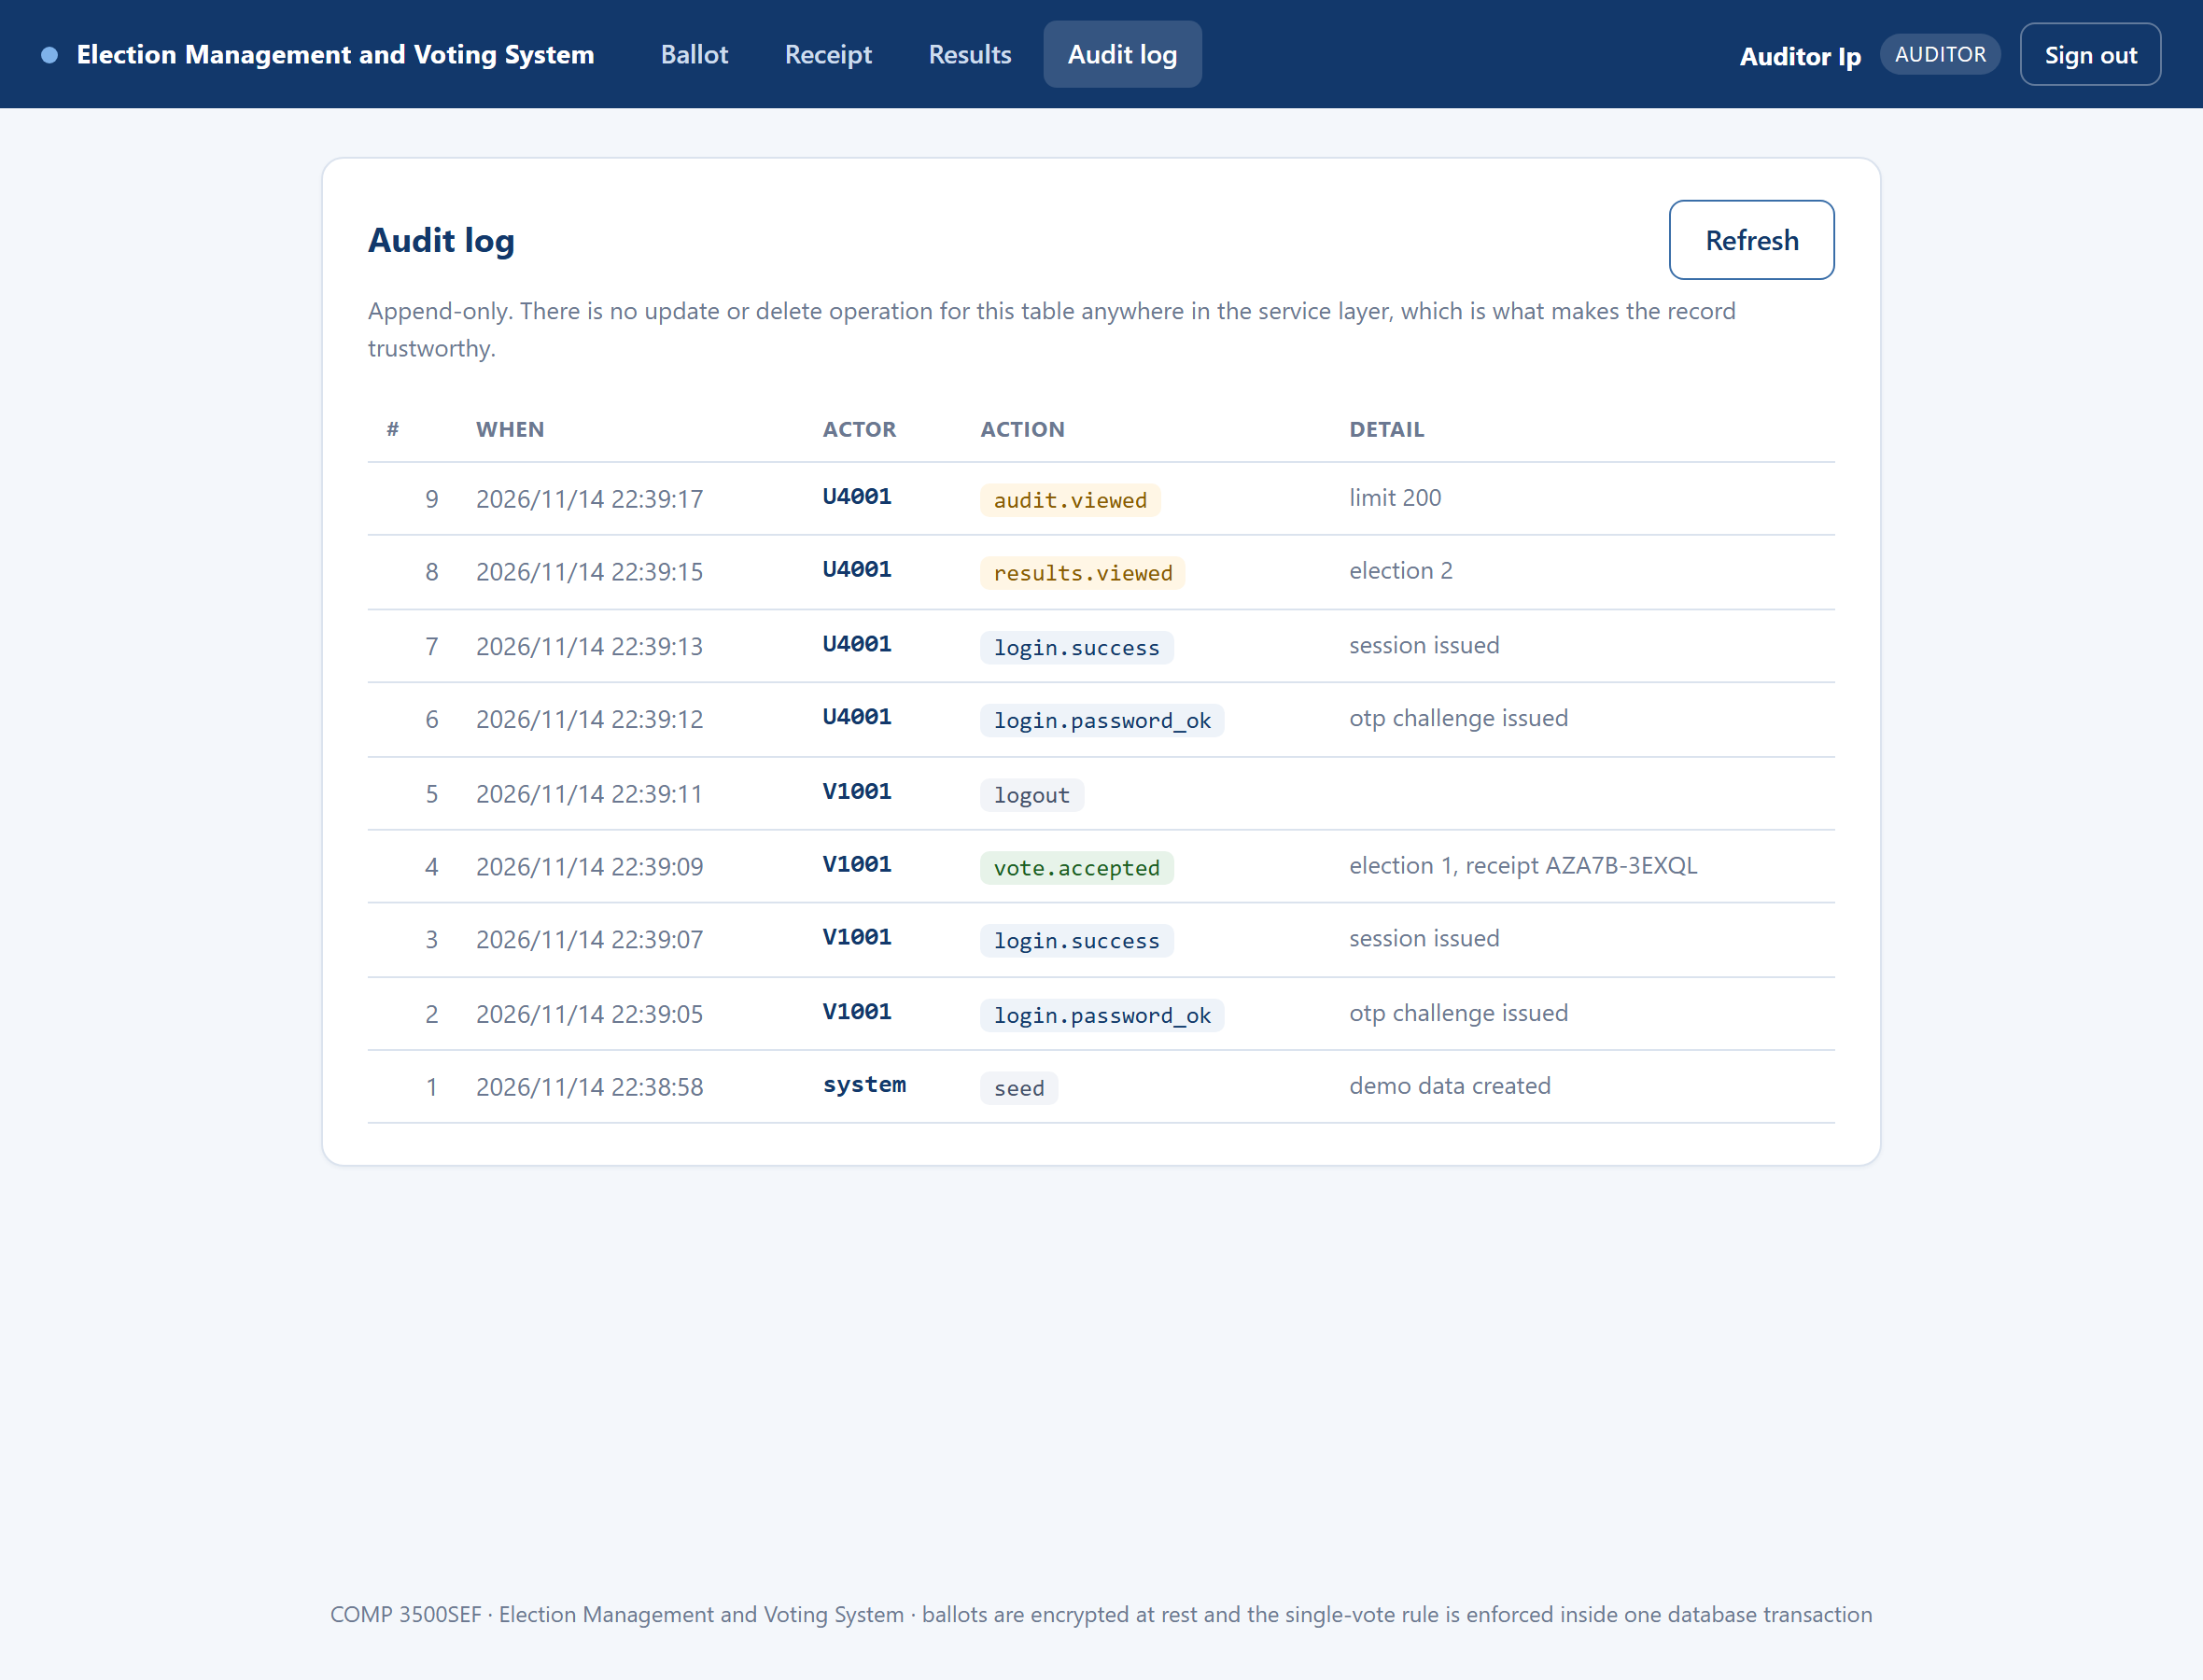 Election Management and Voting System Ballot Receipt Results Audit log Auditor Ip AUDITOR Sign out
Audit log Refresh
Append-only. There is no update or delete operation for this table anywhere in the service layer, which is what makes the record
trustworthy.
# WHEN ACTOR ACTION DETAIL
9 2026/11/14 22:39:17 U4001 audit.viewed limit 200
8 2026/11/14 22:39:15 U4001 results.viewed election 2
7 2026/11/14 22:39:13 U4001 login.success session issued
6 2026/11/14 22:39:12 U4001 login.password_ok otp challenge issued
5 2026/11/14 22:39:11 V1001 logout
4 2026/11/14 22:39:09 V1001 vote.accepted election 1, receipt AZA7B-3EXQL
3 2026/11/14 22:39:07 V1001 login.success session issued
2 2026/11/14 22:39:05 V1001 login.password_ok otp challenge issued
1 2026/11/14 22:38:58 system seed demo data created
COMP 3500SEF · Election Management and Voting System · ballots are encrypted at rest and the single-vote rule is enforced inside one database transaction